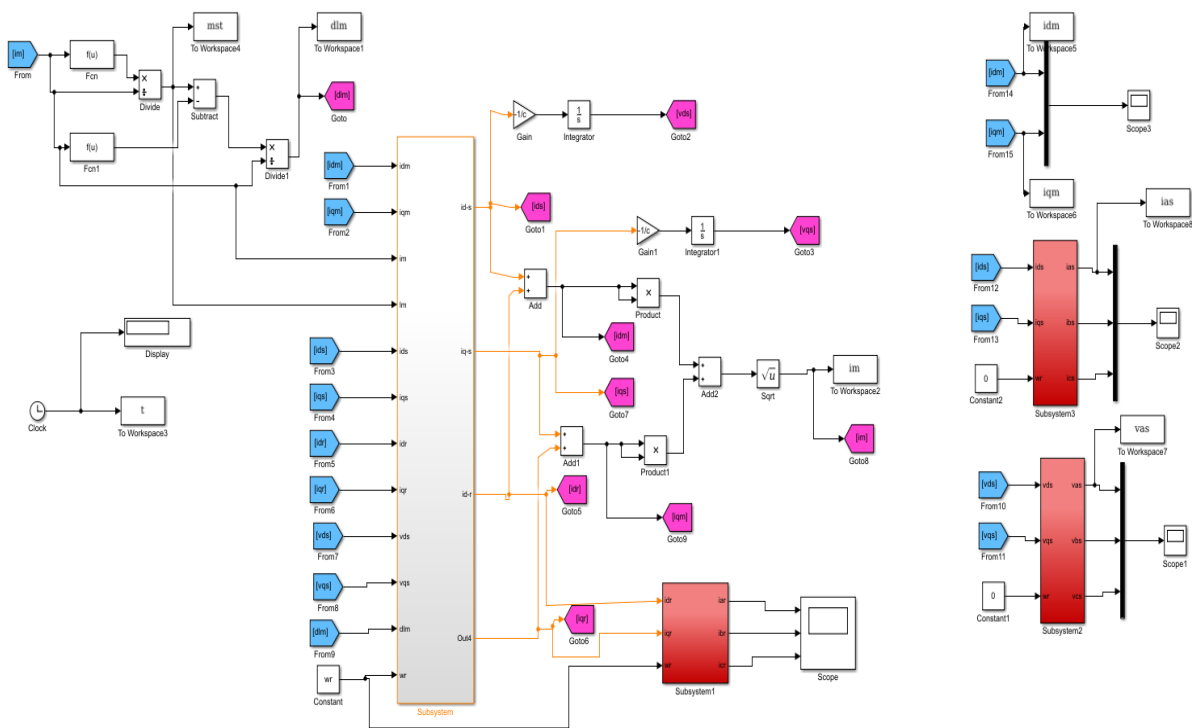 [im]
From
f(u)
Fcn
f(u)
Fcn1
×
÷
Divide
+
−
Subtract
mst
To Workspace4
×
÷
Divide1
dlm
To Workspace1
[dlm]
Goto
[idm]
From1
[iqm]
From2
[ids]
From3
[iqs]
From4
[idr]
From5
[iqr]
From6
[vds]
From7
[vqs]
From8
[dlm]
From9
wr
Constant
Clock
Display
t
To Workspace3
idm
iqm
im
lm
ids
iqs
idr
iqr
vds
vqs
dlm
wr
id-s
iq-s
id-r
Out4
Subsystem
-1/c
Gain
1
s
Integrator
[vds]
Goto2
[ids]
Goto1
-1/c
Gain1
1
s
Integrator1
[vqs]
Goto3
+
+
Add
×
Product
[idm]
Goto4
[iqs]
Goto7
+
+
Add1
×
Product1
+
+
Add2
√u
Sqrt
im
To Workspace2
[im]
Goto8
[idr]
Goto5
[iqm]
Goto9
[iqr]
Goto6
idr
iqr
wr
iar
ibr
icr
Subsystem1
Scope
idm
To Workspace5
[idm]
From14
[iqm]
From15
Scope3
iqm
To Workspace6
ias
To Workspace8
[ids]
From12
[iqs]
From13
0
Constant2
ids
iqs
wr
ias
ibs
ics
Subsystem3
Scope2
vas
To Workspace7
[vds]
From10
[vqs]
From11
0
Constant1
vds
vqs
wr
vas
vbs
vcs
Subsystem2
Scope1